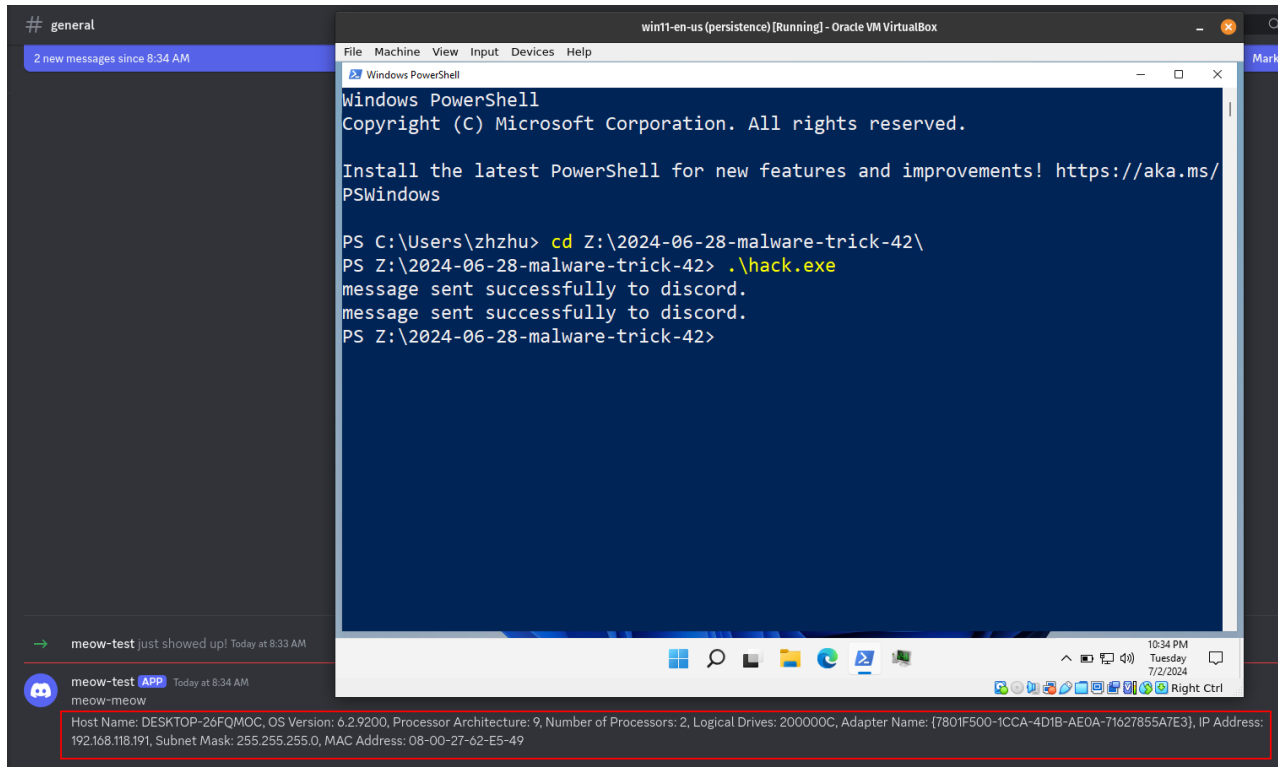 general
2 new messages since 8:34 AM
Mark
win11-en-us (persistence) [Running] - Oracle VM VirtualBox
File Machine View Input Devices Help
Windows PowerShell
Windows PowerShell
Copyright (C) Microsoft Corporation. All rights reserved.
Install the latest PowerShell for new features and improvements! https://aka.ms/
PSWindows
PS C:\Users\zhzhu> cd Z:\2024-06-28-malware-trick-42\
PS Z:\2024-06-28-malware-trick-42> .\hack.exe
message sent successfully to discord.
message sent successfully to discord.
PS Z:\2024-06-28-malware-trick-42>
10:34 PM
Tuesday
7/2/2024
Right Ctrl
meow-test just showed up! Today at 8:33 AM
meow-test APP Today at 8:34 AM
meow-meow
Host Name: DESKTOP-26FQMOC, OS Version: 6.2.9200, Processor Architecture: 9, Number of Processors: 2, Logical Drives: 200000C, Adapter Name: {7801F500-1CCA-4D1B-AE0A-71627855A7E3}, IP Address:
192.168.118.191, Subnet Mask: 255.255.255.0, MAC Address: 08-00-27-62-E5-49